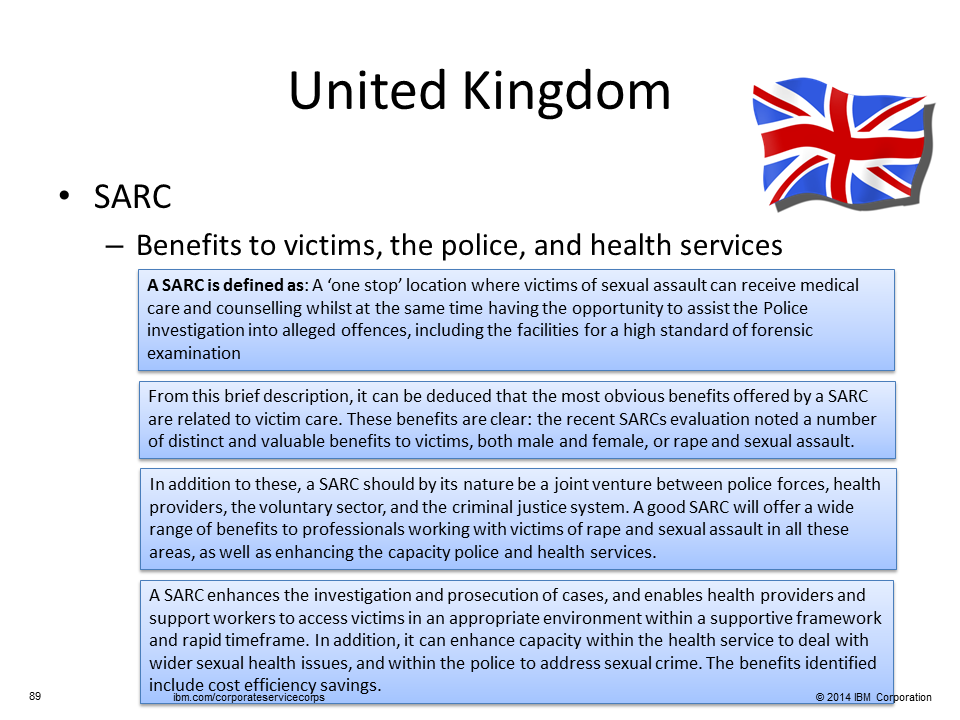 United Kingdom
• SARC
– Benefits to victims, the police, and health services
A SARC is defined as: A ‘one stop’ location where victims of sexual assault can receive medical
care and counselling whilst at the same time having the opportunity to assist the Police
investigation into alleged offences, including the facilities for a high standard of forensic
examination
From this brief description, it can be deduced that the most obvious benefits offered by a SARC
are related to victim care. These benefits are clear: the recent SARCs evaluation noted a number
of distinct and valuable benefits to victims, both male and female, or rape and sexual assault.
In addition to these, a SARC should by its nature be a joint venture between police forces, health
providers, the voluntary sector, and the criminal justice system. A good SARC will offer a wide
range of benefits to professionals working with victims of rape and sexual assault in all these
areas, as well as enhancing the capacity police and health services.
A SARC enhances the investigation and prosecution of cases, and enables health providers and
support workers to access victims in an appropriate environment within a supportive framework
and rapid timeframe. In addition, it can enhance capacity within the health service to deal with
wider sexual health issues, and within the police to address sexual crime. The benefits identified
include cost efficiency savings.
89
ibm.com/corporateservicecorps
© 2014 IBM Corporation